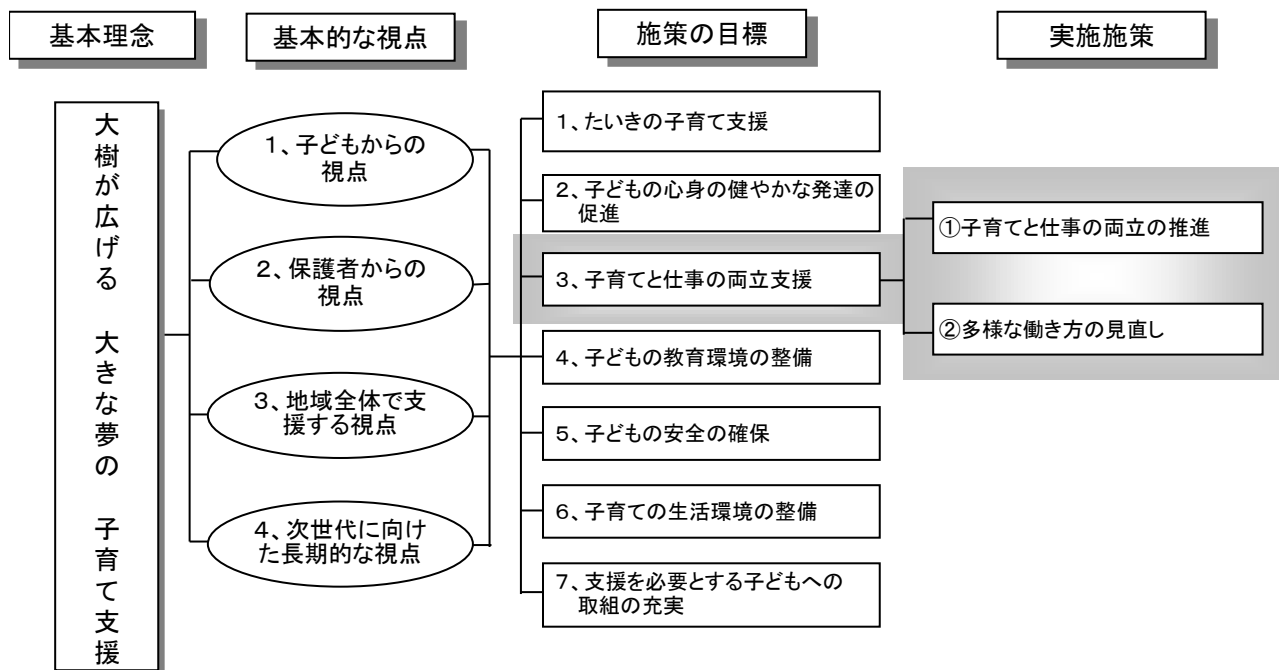 基本理念
基本的な視点
施策の目標
実施施策
大樹が広げる 大きな夢の 子育て支援
1、子どもからの
視点
2、保護者からの
視点
3、地域全体で支
援する視点
4、次世代に向け
た長期的な視点
1、たいきの子育て支援
2、子どもの心身の健やかな発達の
促進
3、子育てと仕事の両立支援
4、子どもの教育環境の整備
5、子どもの安全の確保
6、子育ての生活環境の整備
7、支援を必要とする子どもへの
取組の充実
①子育てと仕事の両立の推進
②多様な働き方の見直し